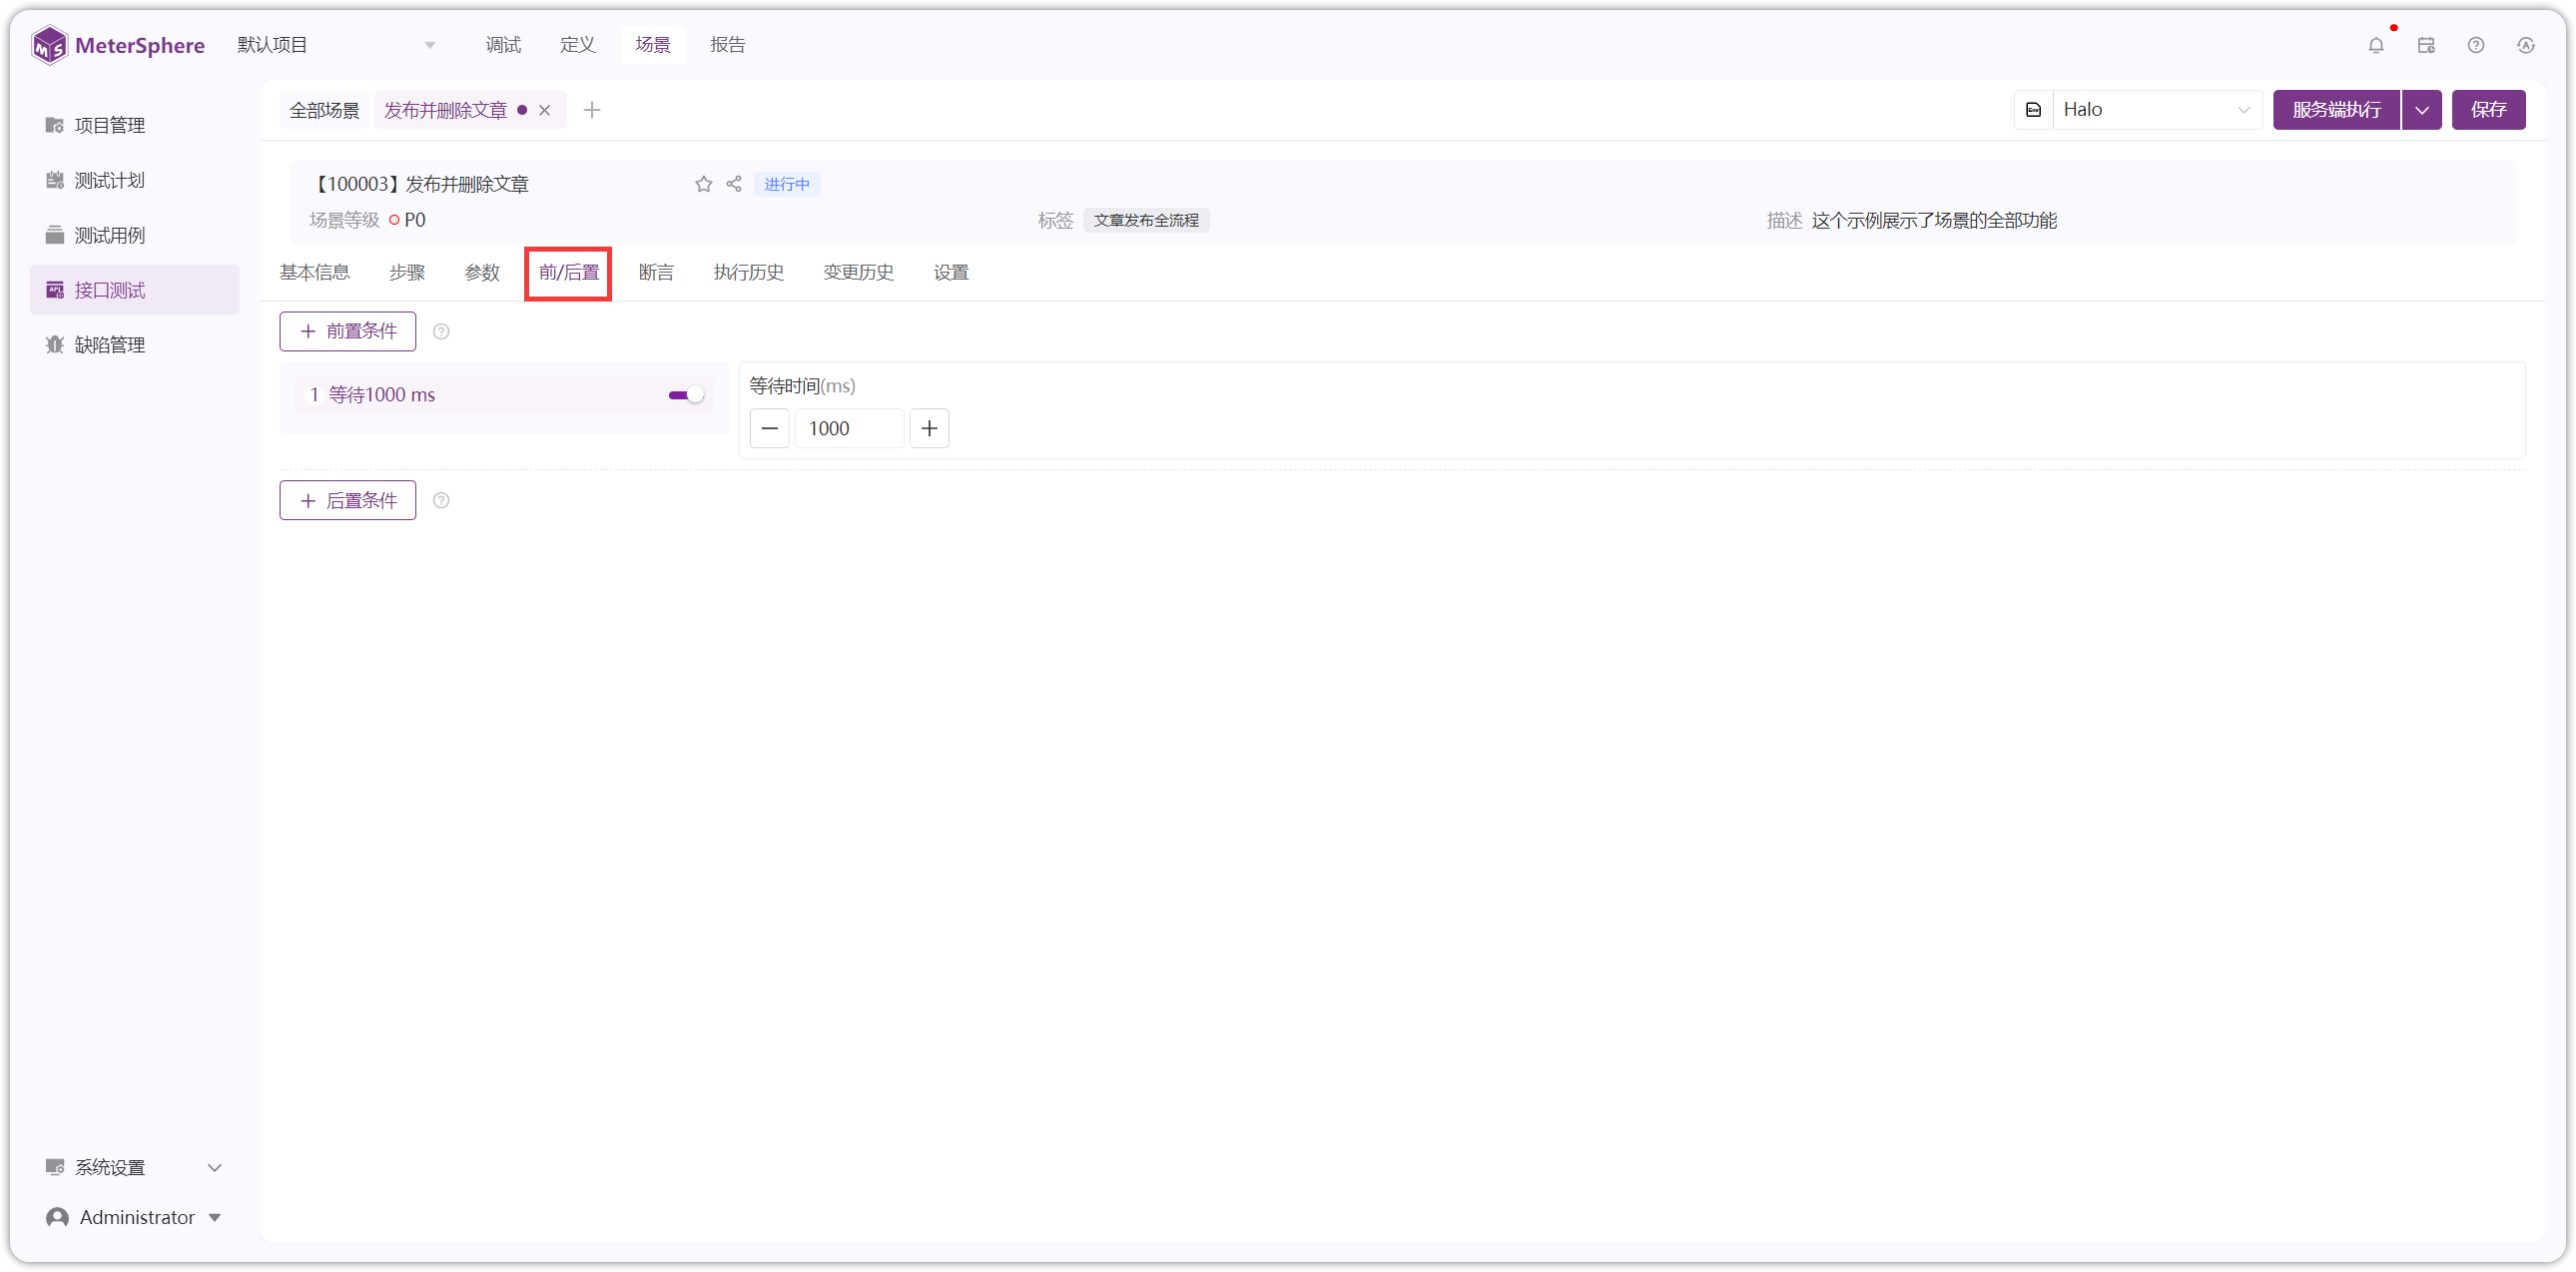 MeterSphere 默认项目 调试 定义 场景 报告
项目管理
测试计划
测试用例
接口测试
缺陷管理
系统设置
Administrator
全部场景 发布并删除文章 Halo 服务端执行 保存
【100003】发布并删除文章 进行中
场景等级 P0 标签 文章发布全流程 描述 这个示例展示了场景的全部功能
基本信息 步骤 参数 前/后置 断言 执行历史 变更历史 设置
+ 前置条件
1 等待1000 ms
等待时间(ms)
1000
+ 后置条件